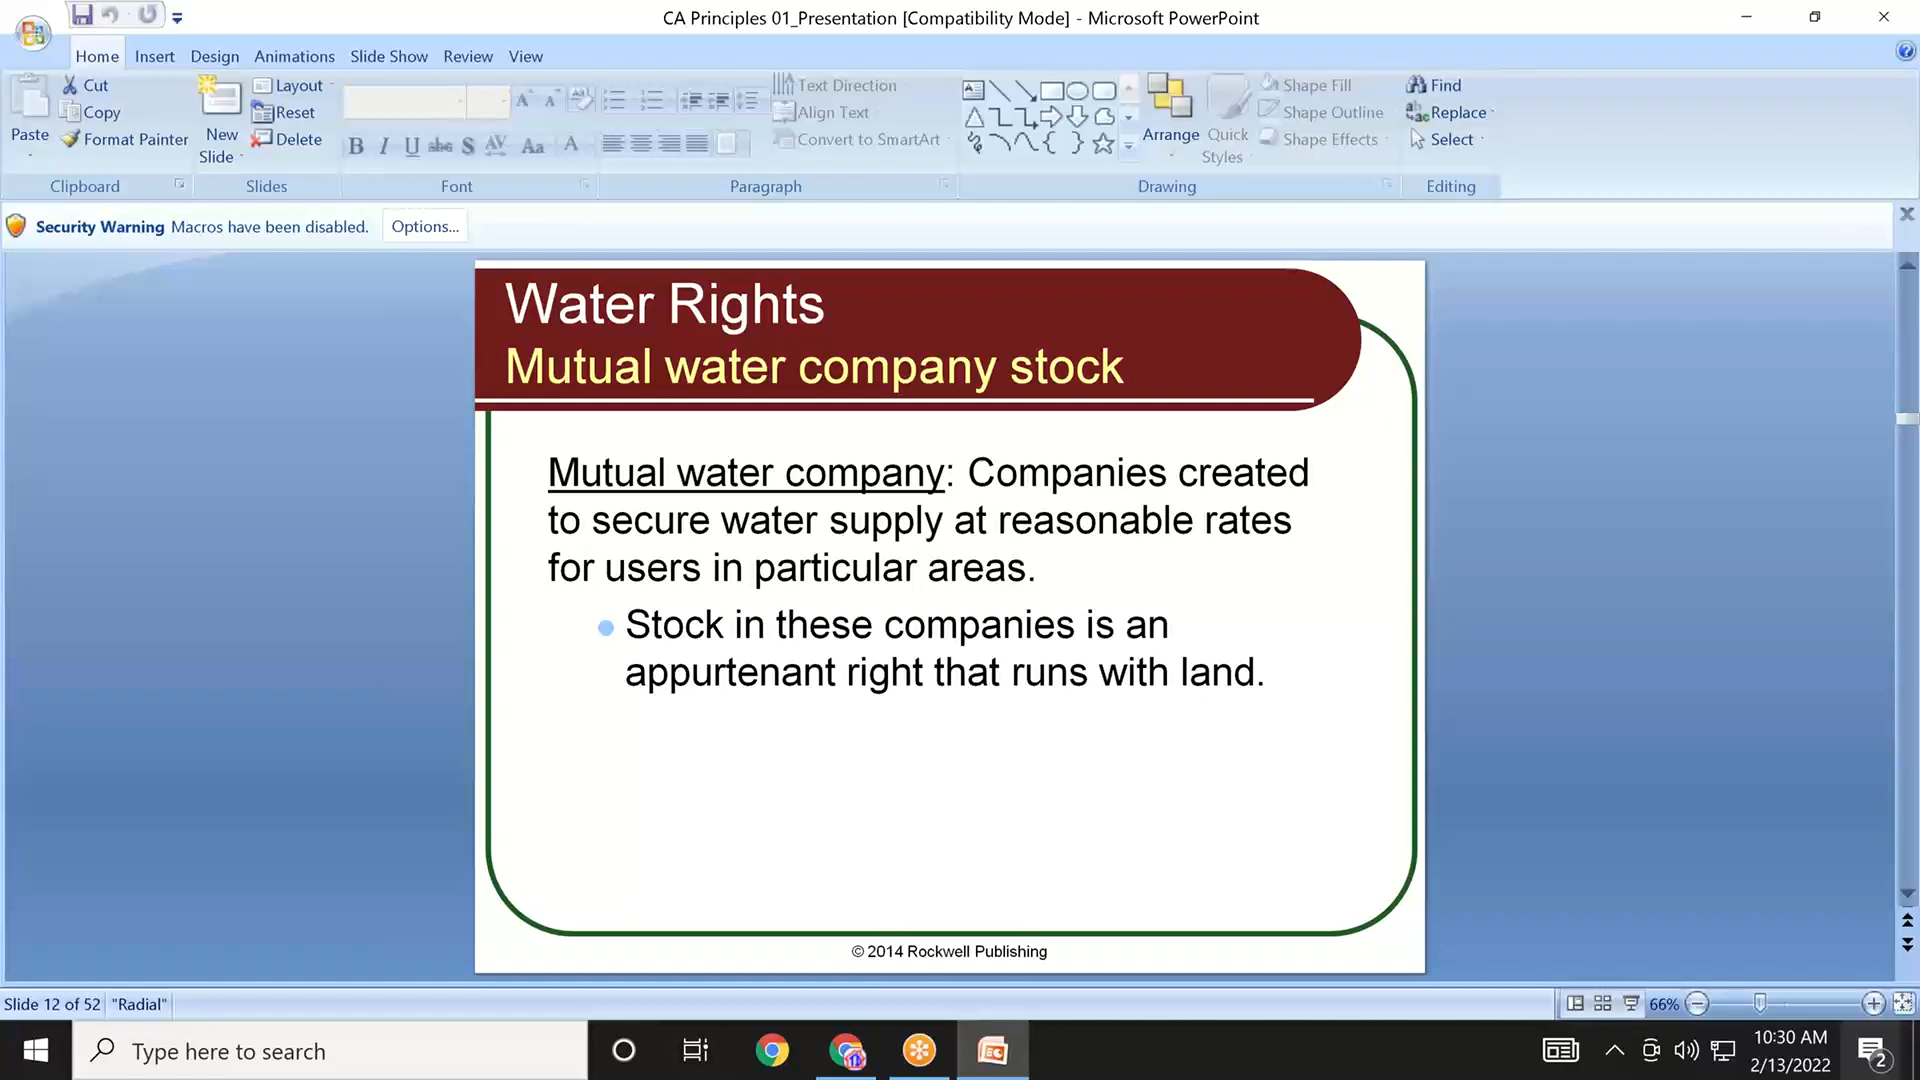 CA Principles 01_Presentation [Compatibility Mode] - Microsoft PowerPoint
Home Insert Design Animations Slide Show Review View
Paste
Cut
Copy
Format Painter
Clipboard
New
Slide
Layout
Reset
Delete
Slides
B I U abc S AV Aa A
Font
Text Direction
Align Text
Convert to SmartArt
Paragraph
Arrange
Quick
Styles
Shape Fill
Shape Outline
Shape Effects
Drawing
Find
Replace
Select
Editing
Security Warning Macros have been disabled. Options...
Water Rights
Mutual water company stock
Mutual water company: Companies created
to secure water supply at reasonable rates
for users in particular areas.
Stock in these companies is an
appurtenant right that runs with land.
© 2014 Rockwell Publishing
Slide 12 of 52 "Radial" 66%
Type here to search
10:30 AM
2/13/2022
2